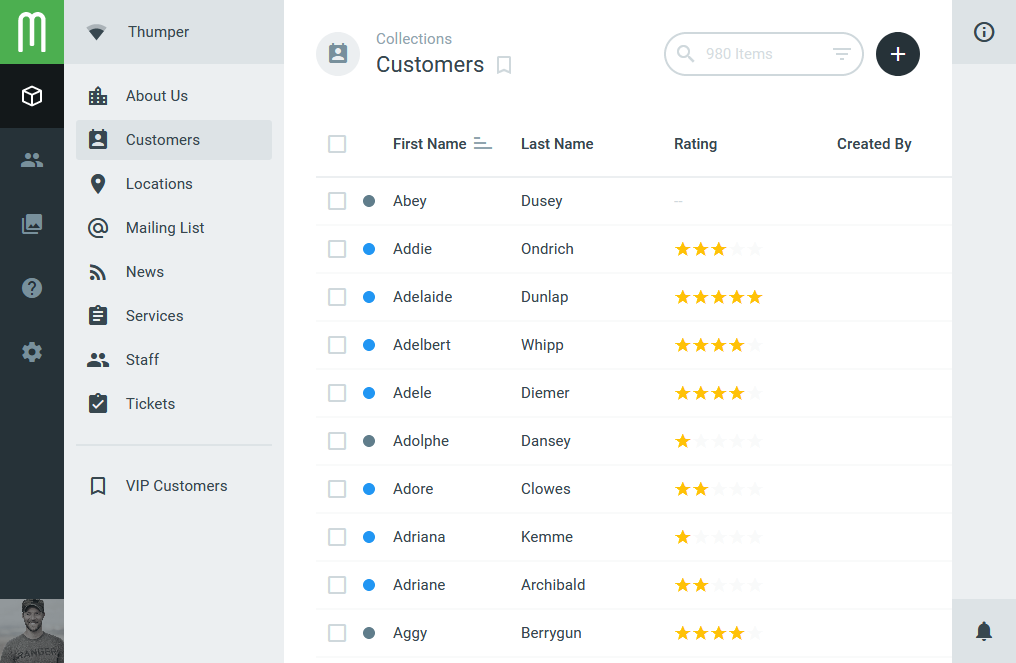 Thumper
About Us
Customers
Locations
Mailing List
News
Services
Staff
Tickets
VIP Customers
Collections
Customers
980 Items
First Name Last Name Rating Created By
Abey Dusey --
Addie Ondrich
Adelaide Dunlap
Adelbert Whipp
Adele Diemer
Adolphe Dansey
Adore Clowes
Adriana Kemme
Adriane Archibald
Aggy Berrygun
RANGER